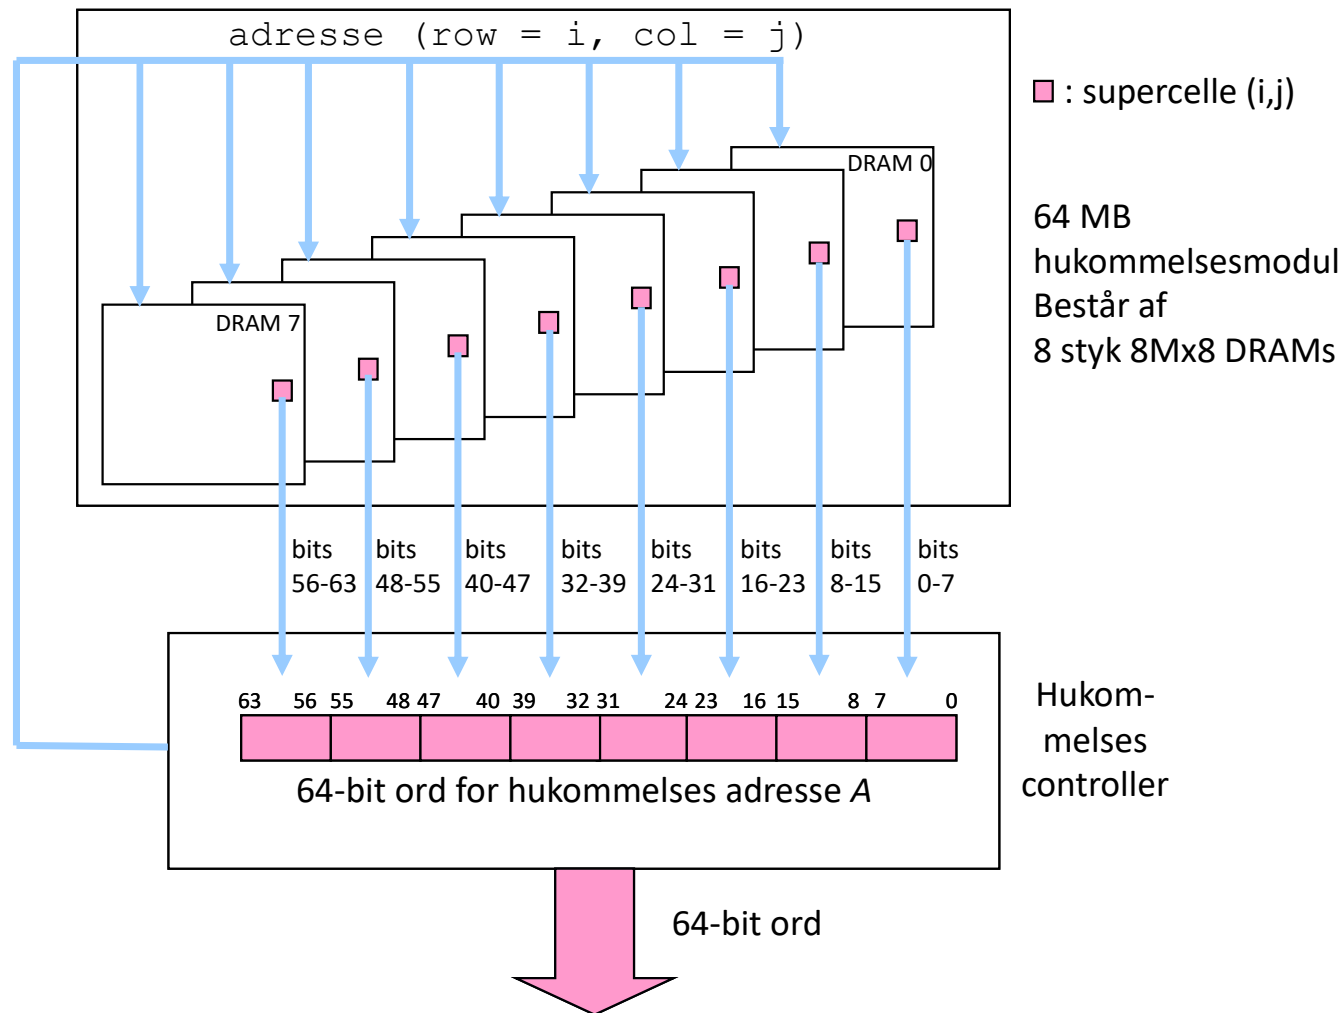 adresse (row = i, col = j)
: supercelle (i,j)
DRAM 0
64 MB
hukommelsesmodul
Består af
8 styk 8Mx8 DRAMs
DRAM 7
bits
56-63
bits
48-55
bits
40-47
bits
32-39
bits
24-31
bits
16-23
bits
8-15
bits
0-7
63 56 55 48 47 40 39 32 31 24 23 16 15 8 7 0
64-bit ord for hukommelses adresse A
Hukom-
melses
controller
64-bit ord